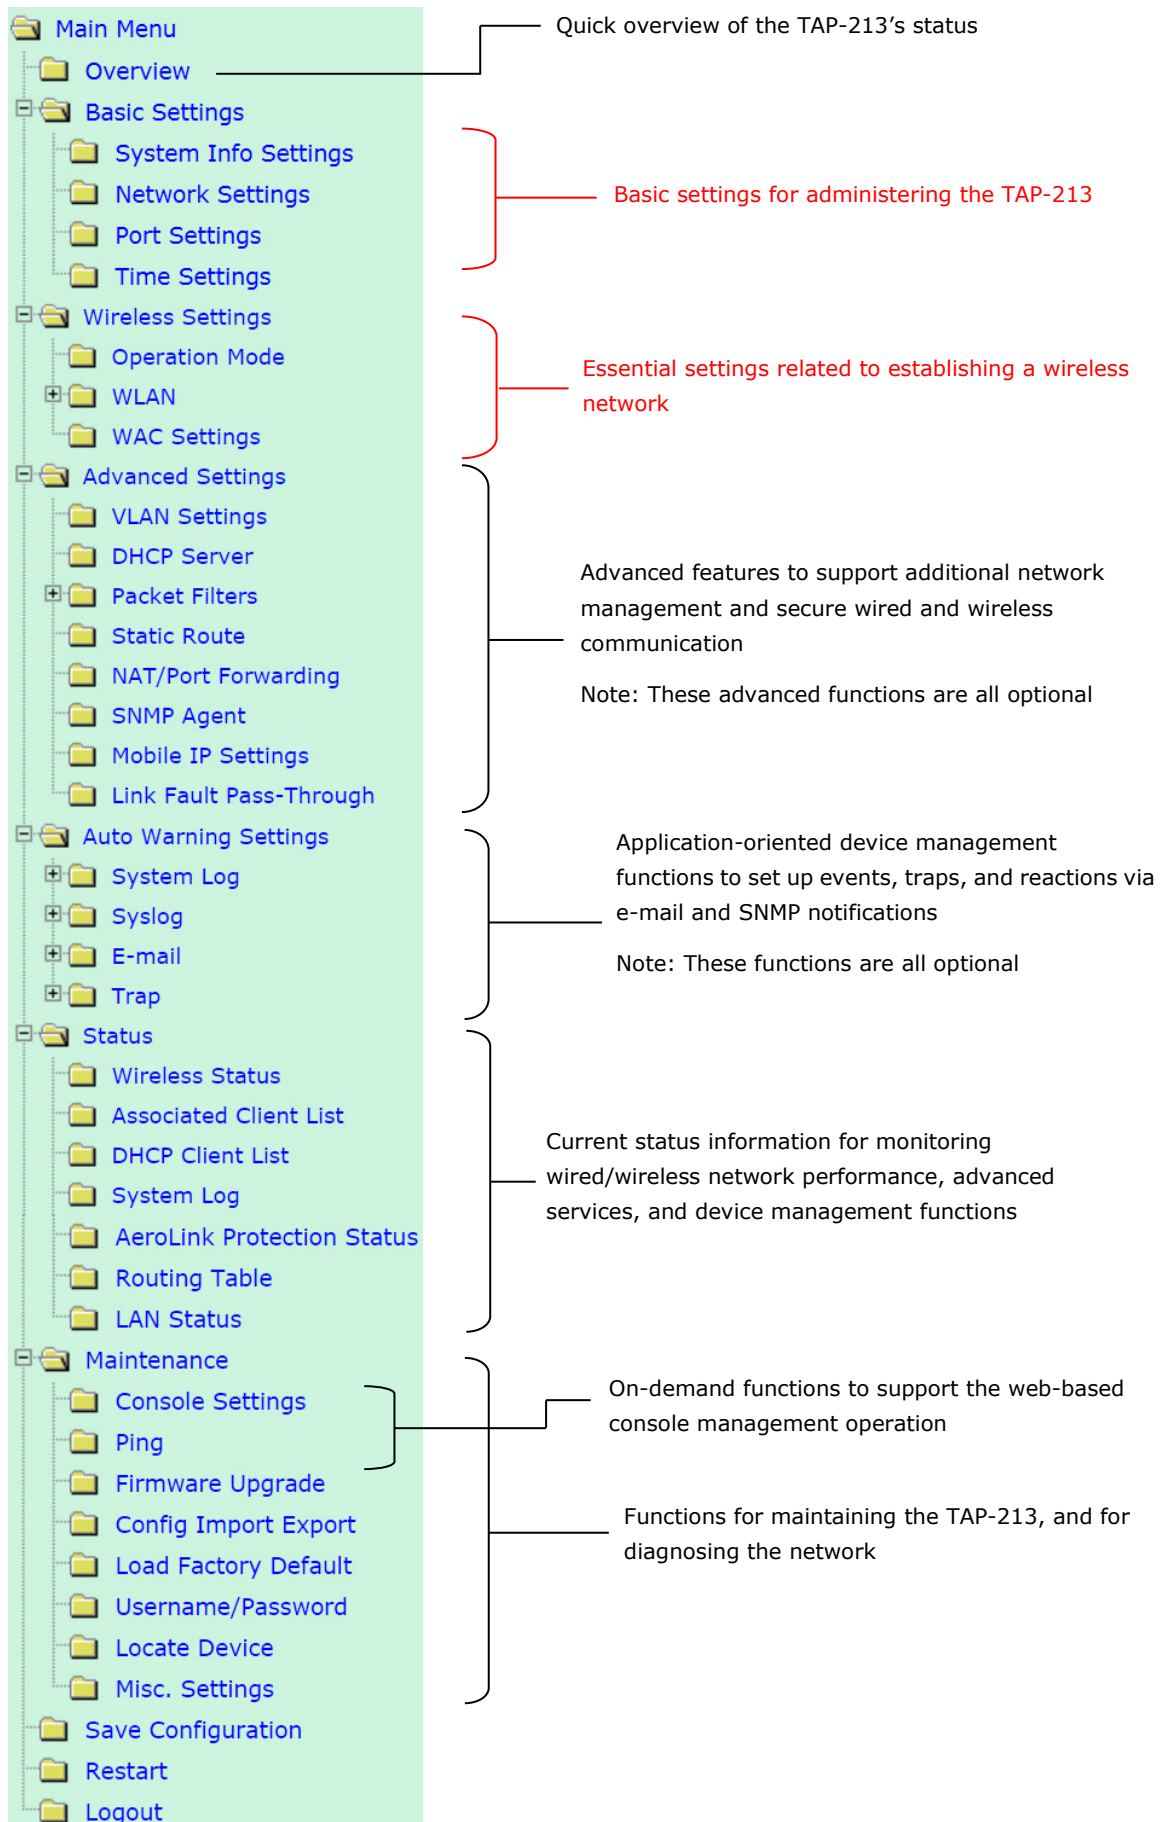 Main Menu
Quick overview of the TAP-213’s status
Overview
Basic Settings
System Info Settings
Network Settings
Port Settings
Time Settings
Basic settings for administering the TAP-213
Wireless Settings
Operation Mode
WLAN
WAC Settings
Essential settings related to establishing a wireless
network
Advanced Settings
VLAN Settings
DHCP Server
Packet Filters
Static Route
NAT/Port Forwarding
SNMP Agent
Mobile IP Settings
Link Fault Pass-Through
Advanced features to support additional network
management and secure wired and wireless
communication
Note: These advanced functions are all optional
Auto Warning Settings
System Log
Syslog
E-mail
Trap
Application-oriented device management
functions to set up events, traps, and reactions via
e-mail and SNMP notifications
Note: These functions are all optional
Status
Wireless Status
Associated Client List
DHCP Client List
System Log
AeroLink Protection Status
Routing Table
LAN Status
Current status information for monitoring
wired/wireless network performance, advanced
services, and device management functions
Maintenance
Console Settings
Ping
Firmware Upgrade
Config Import Export
Load Factory Default
Username/Password
Locate Device
Misc. Settings
On-demand functions to support the web-based
console management operation
Functions for maintaining the TAP-213, and for
diagnosing the network
Save Configuration
Restart
Logout